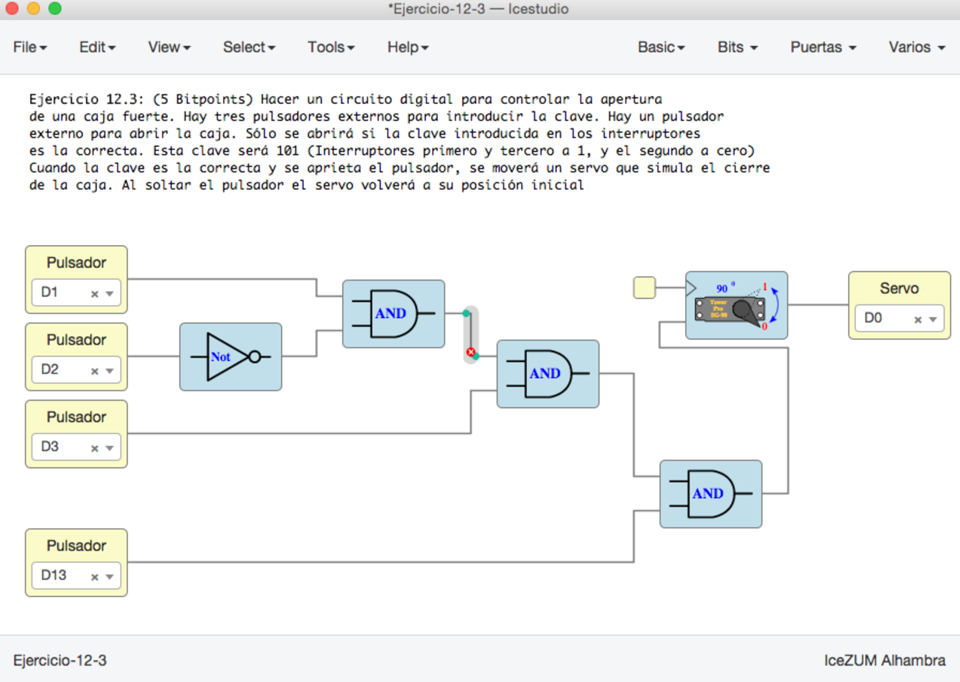 *Ejercicio-12-3 — Icestudio
File Edit View Select Tools Help Basic Bits Puertas Varios
Ejercicio 12.3: (5 Bitpoints) Hacer un circuito digital para controlar la apertura
de una caja fuerte. Hay tres pulsadores externos para introducir la clave. Hay un pulsador
externo para abrir la caja. Sólo se abrirá si la clave introducida en los interruptores
es la correcta. Esta clave será 101 (Interruptores primero y tercero a 1, y el segundo a cero)
Cuando la clave es la correcta y se aprieta el pulsador, se moverá un servo que simula el cierre
de la caja. Al soltar el pulsador el servo volverá a su posición inicial
Pulsador
D1
Pulsador
D2
Pulsador
D3
Pulsador
D13
Not
AND
AND
AND
90 º
1
0
Tower
Pro
SG-90
Servo
D0
Ejercicio-12-3
IceZUM Alhambra